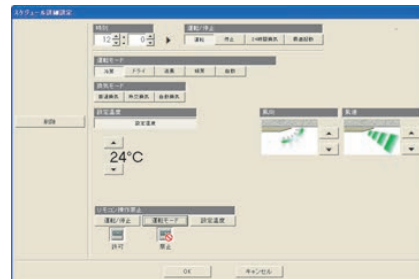 スケジュール詳細設定
時刻
運転/停止
12 : 0
運転 停止 24時間換気 最適起動
運転モード
冷房 ドライ 送風 暖房 自動
換気モード
普通換気 外気換気 自動換気
設定温度
設定温度
風向
風速
削除
24°C
リモコン操作禁止
運転/停止 運転モード 設定温度
許可 禁止
OK キャンセル